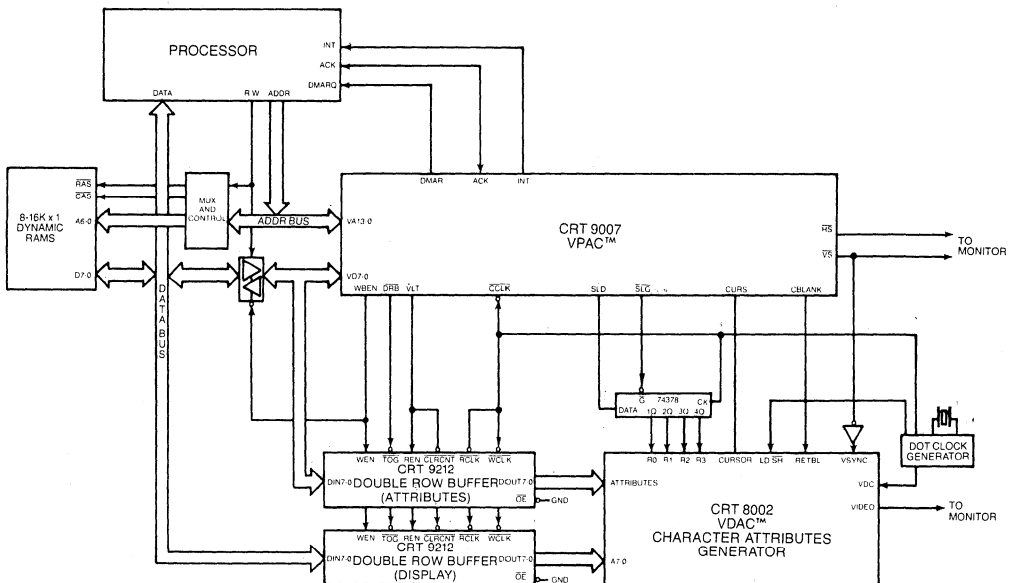 PROCESSOR
INT
ACK
DMARQ
DATA
R W
ADDR
8-16K x 1
DYNAMIC
RAMS
RAS
CAS
A6-0
D7-0
MUX
AND
CONTROL
ADDR BUS
DATA BUS
DMAR
ACK
INT
CRT 9007
VPAC™
VA13-0
VD7-0
HS
VS
TO
MONITOR
WBEN
DRB
VLT
CCLK
SLD
SLG
CURS
CBLANK
G
74378
CK
DATA
1Q
2Q
3Q
4Q
DOT CLOCK
GENERATOR
WEN
TOG
REN
CLRCNT
RCLK
WCLK
CRT 9212
DIN7-0
DOUBLE ROW BUFFER
DOUT7-0
(ATTRIBUTES)
OE
GND
WEN
TOG
REN
CLRCNT
RCLK
WCLK
CRT 9212
DIN7-0
DOUBLE ROW BUFFER
DOUT7-0
(DISPLAY)
OE
GND
R0
R1
R2
R3
CURSOR
LD SH
RETBL
VSYNC
ATTRIBUTES
VDC
VIDEO
TO
MONITOR
CRT 8002
VDAC™
CHARACTER ATTRIBUTES
GENERATOR
A7-0